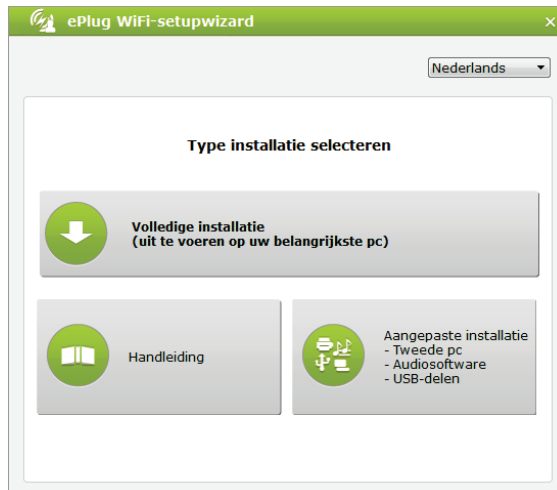 ePlug WiFi-setupwizard
Nederlands
Type installatie selecteren
Volledige installatie
(uit te voeren op uw belangrijkste pc)
Handleiding
Aangepaste installatie
- Tweede pc
- Audiosoftware
- USB-delen